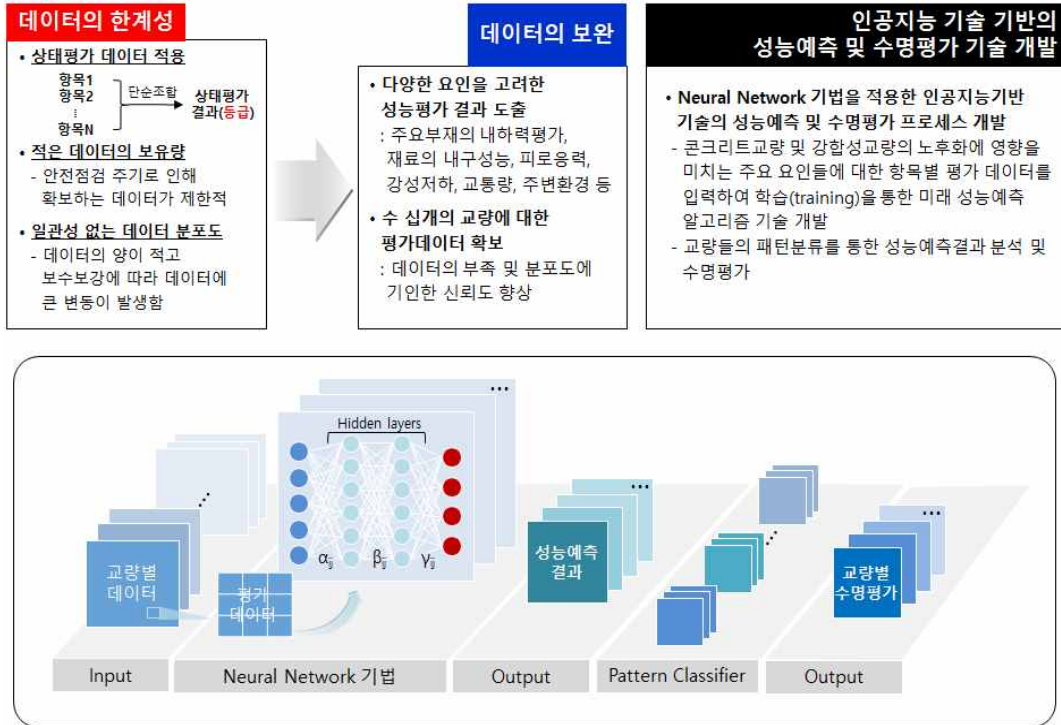 데이터의 한계성
• 상태평가 데이터 적용
항목1
항목2
⋮
항목N
단순조합
상태평가
결과(등급)
• 적은 데이터의 보유량
- 안전점검 주기로 인해
확보하는 데이터가 제한적
• 일관성 없는 데이터 분포도
- 데이터의 양이 적고
보수보강에 따라 데이터에
큰 변동이 발생함
데이터의 보완
• 다양한 요인을 고려한
성능평가 결과 도출
: 주요부재의 내하력평가,
재료의 내구성능, 피로응력,
강성저하, 교통량, 주변환경 등
• 수 십개의 교량에 대한
평가데이터 확보
: 데이터의 부족 및 분포도에
기인한 신뢰도 향상
인공지능 기술 기반의
성능예측 및 수명평가 기술 개발
• Neural Network 기법을 적용한 인공지능기반
기술의 성능예측 및 수명평가 프로세스 개발
- 콘크리트교량 및 강합성교량의 노후화에 영향을
미치는 주요 요인들에 대한 항목별 평가 데이터를
입력하여 학습(training)을 통한 미래 성능예측
알고리즘 기술 개발
- 교량들의 패턴분류를 통한 성능예측결과 분석 및
수명평가
Hidden layers
교량별
데이터
평가
데이터
α
β
γ
성능예측
결과
교량별
수명평가
Input
Neural Network 기법
Output
Pattern Classifier
Output